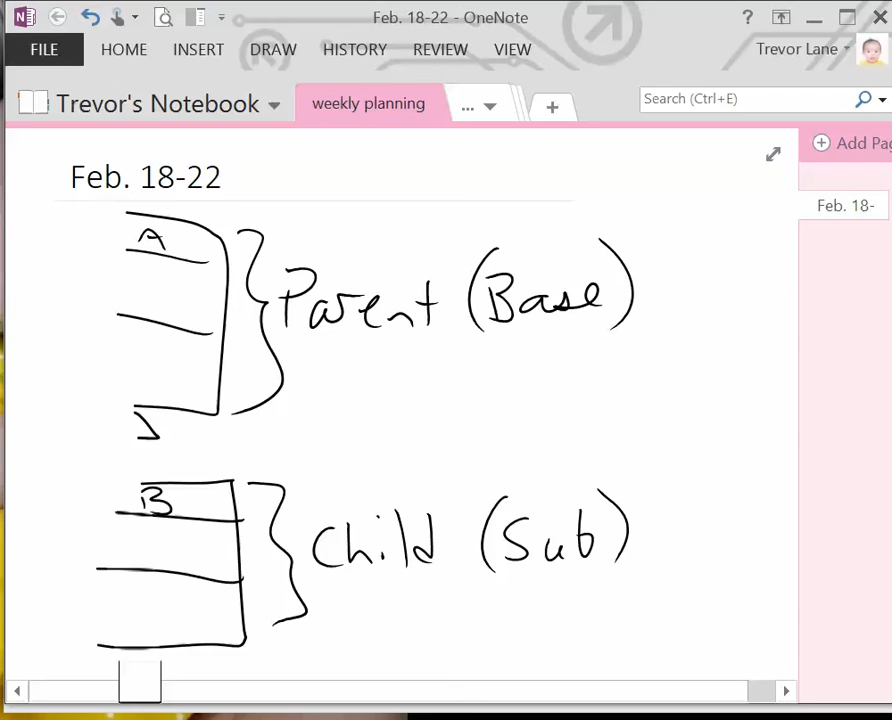 Feb. 18-22 - OneNote
?
FILE
HOME
INSERT
DRAW
HISTORY
REVIEW
VIEW
Trevor Lane
Trevor's Notebook
weekly planning
...
Search (Ctrl+E)
Add Pag
Feb. 18-22
Feb. 18-
A
Parent (Base)
B
Child (Sub)